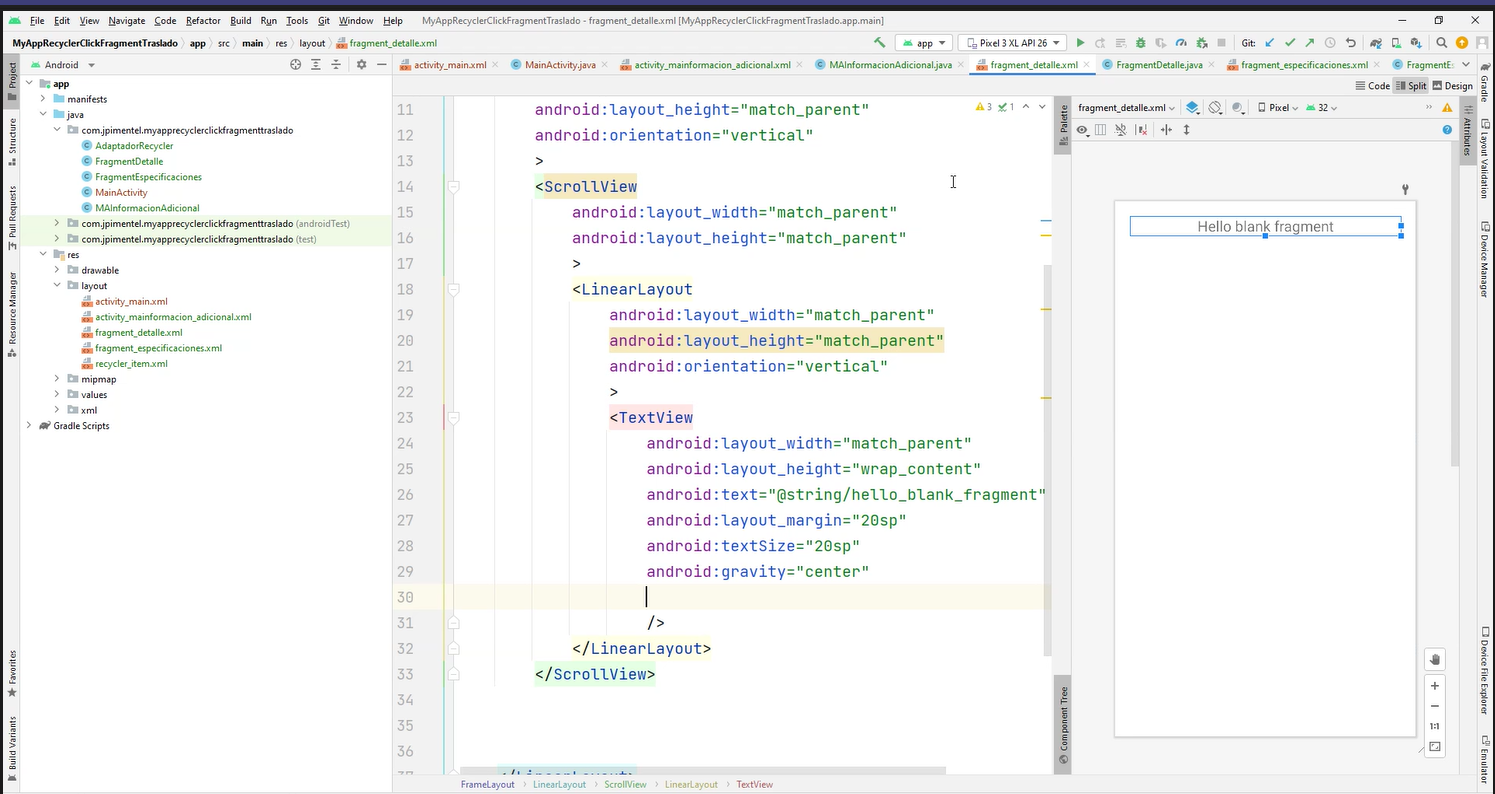 File Edit View Navigate Code Refactor Build Run Tools Git Window Help MyAppRecyclerClickFragmentTraslado - fragment_detalle.xml [MyAppRecyclerClickFragmentTraslado.app.main]
MyAppRecyclerClickFragmentTraslado app src main res layout fragment_detalle.xml
app Pixel 3 XL API 26 Git:
Android
activity_main.xml MainActivity.java activity_mainformacion_adicional.xml MAInformacionAdicional.java fragment_detalle.xml FragmentDetalle.java fragment_especificaciones.xml FragmentEs
Code Split Design
Project
Structure
Pull Requests
Resource Manager
Favorites
Build Variants
app
manifests
java
com.jpimentel.myapprecyclerclickfragmenttraslado
AdaptadorRecycler
FragmentDetalle
FragmentEspecificaciones
MainActivity
MAInformacionAdicional
com.jpimentel.myapprecyclerclickfragmenttraslado (androidTest)
com.jpimentel.myapprecyclerclickfragmenttraslado (test)
res
drawable
layout
activity_main.xml
activity_mainformacion_adicional.xml
fragment_detalle.xml
fragment_especificaciones.xml
recycler_item.xml
mipmap
values
xml
Gradle Scripts
3 1
11 android:layout_height="match_parent"
12 android:orientation="vertical"
13 >
14 <ScrollView
15 android:layout_width="match_parent"
16 android:layout_height="match_parent"
17 >
18 <LinearLayout
19 android:layout_width="match_parent"
20 android:layout_height="match_parent"
21 android:orientation="vertical"
22 >
23 <TextView
24 android:layout_width="match_parent"
25 android:layout_height="wrap_content"
26 android:text="@string/hello_blank_fragment"
27 android:layout_margin="20sp"
28 android:textSize="20sp"
29 android:gravity="center"
30
31 />
32 </LinearLayout>
33 </ScrollView>
34
35
36
37 </LinearLayout>
FrameLayout LinearLayout ScrollView LinearLayout TextView
Palette
Component Tree
fragment_detalle.xml Pixel 32
Hello blank fragment
1:1
Attributes
Gradle
Layout Validation
Device Manager
Device File Explorer
Emulator